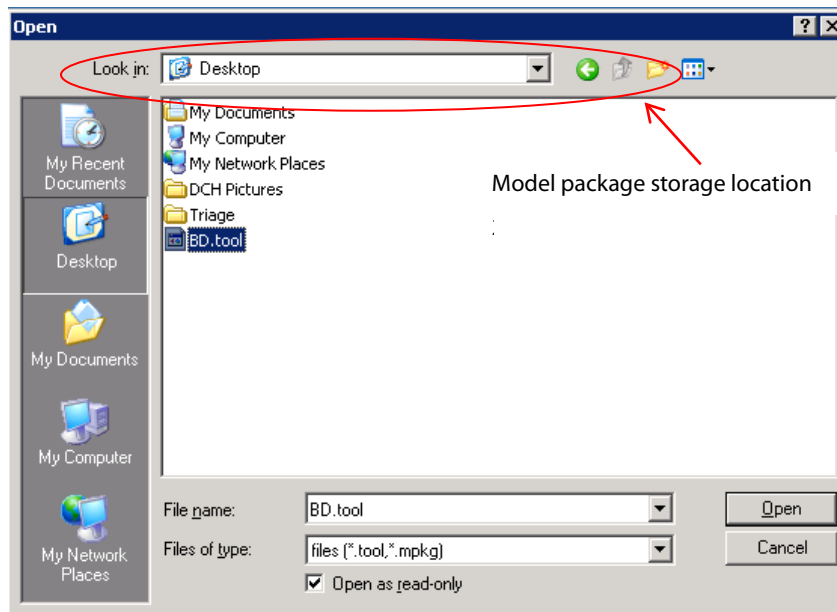 Open
Look in:
Desktop
My Recent
Documents
Desktop
My Documents
My Computer
My Network
Places
My Documents
My Computer
My Network Places
DCH Pictures
Triage
BD.tool
Model package storage location
File name:
BD.tool
Open
Files of type:
files (*.tool,*.mpkg)
Cancel
Open as read-only